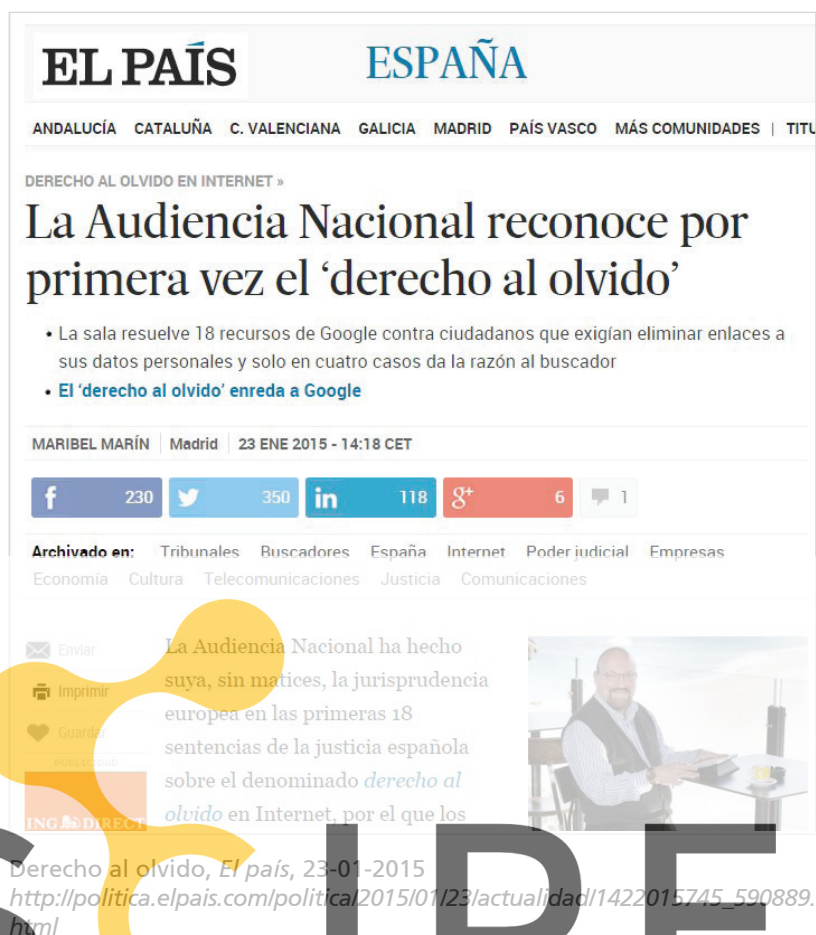 EL PAÍS ESPAÑA
ANDALUCÍA CATALUÑA C. VALENCIANA GALICIA MADRID PAÍS VASCO MÁS COMUNIDADES | TITU
DERECHO AL OLVIDO EN INTERNET »
La Audiencia Nacional reconoce por
primera vez el ‘derecho al olvido’
• La sala resuelve 18 recursos de Google contra ciudadanos que exigían eliminar enlaces a
sus datos personales y solo en cuatro casos da la razón al buscador
• El ‘derecho al olvido’ enreda a Google
MARIBEL MARÍN | Madrid | 23 ENE 2015 - 14:18 CET
f 230 350 in 118 g+ 6 1
Archivado en: Tribunales Buscadores España Internet Poder judicial Empresas
Economía Cultura Telecomunicaciones Justicia Comunicaciones
Enviar
Imprimir
Guardar
PUBLICIDAD
ING DIRECT
La Audiencia Nacional ha hecho
suya, sin matices, la jurisprudencia
europea en las primeras 18
sentencias de la justicia española
sobre el denominado derecho al
olvido en Internet, por el que los
Derecho al olvido, El país, 23-01-2015
http://politica.elpais.com/politica/2015/01/23/actualidad/1422015745_590889.
html